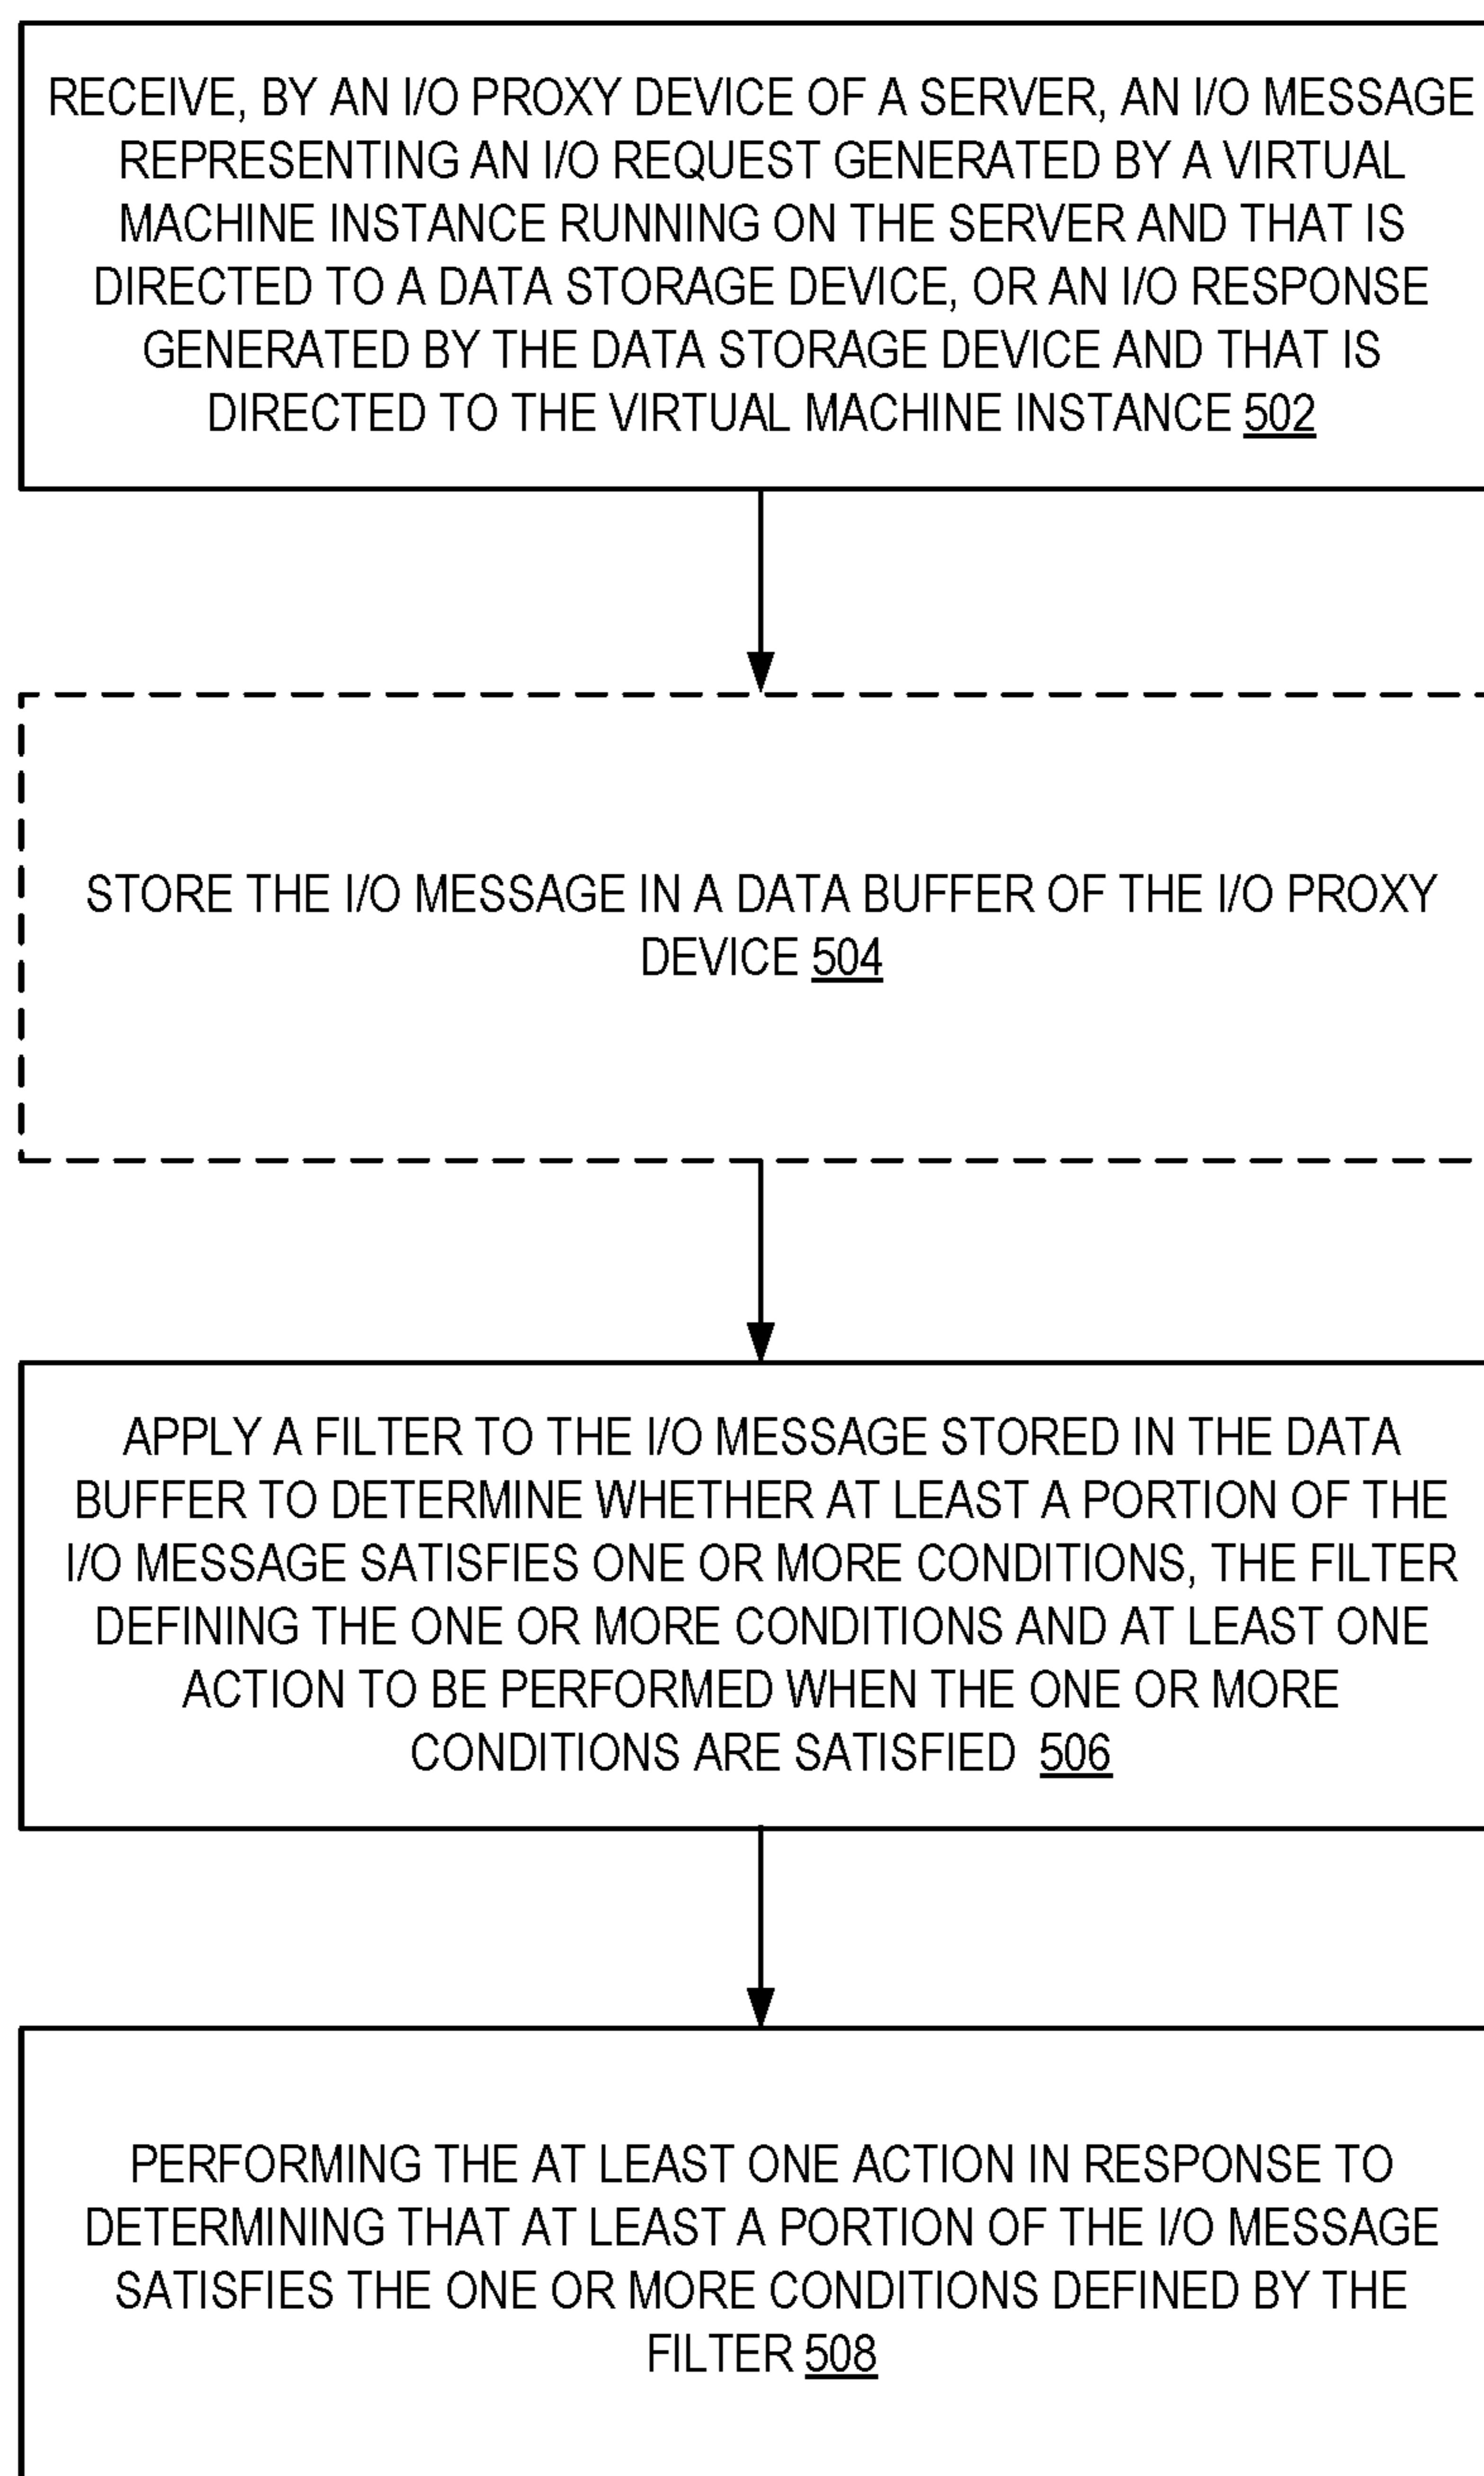 RECEIVE, BY AN I/O PROXY DEVICE OF A SERVER, AN I/O MESSAGE
REPRESENTING AN I/O REQUEST GENERATED BY A VIRTUAL
MACHINE INSTANCE RUNNING ON THE SERVER AND THAT IS
DIRECTED TO A DATA STORAGE DEVICE, OR AN I/O RESPONSE
GENERATED BY THE DATA STORAGE DEVICE AND THAT IS
DIRECTED TO THE VIRTUAL MACHINE INSTANCE 502
STORE THE I/O MESSAGE IN A DATA BUFFER OF THE I/O PROXY
DEVICE 504
APPLY A FILTER TO THE I/O MESSAGE STORED IN THE DATA
BUFFER TO DETERMINE WHETHER AT LEAST A PORTION OF THE
I/O MESSAGE SATISFIES ONE OR MORE CONDITIONS, THE FILTER
DEFINING THE ONE OR MORE CONDITIONS AND AT LEAST ONE
ACTION TO BE PERFORMED WHEN THE ONE OR MORE
CONDITIONS ARE SATISFIED 506
PERFORMING THE AT LEAST ONE ACTION IN RESPONSE TO
DETERMINING THAT AT LEAST A PORTION OF THE I/O MESSAGE
SATISFIES THE ONE OR MORE CONDITIONS DEFINED BY THE
FILTER 508